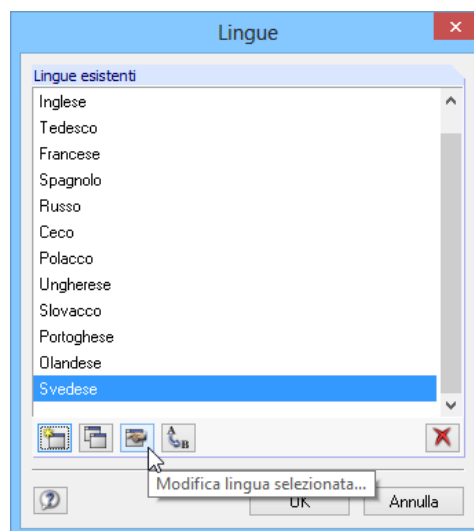 Lingue
Lingue esistenti
Inglese
Tedesco
Francese
Spagnolo
Russo
Ceco
Polacco
Ungherese
Slovacco
Portoghese
Olandese
Svedese
A
B
Modifica lingua selezionata...
OK
Annulla